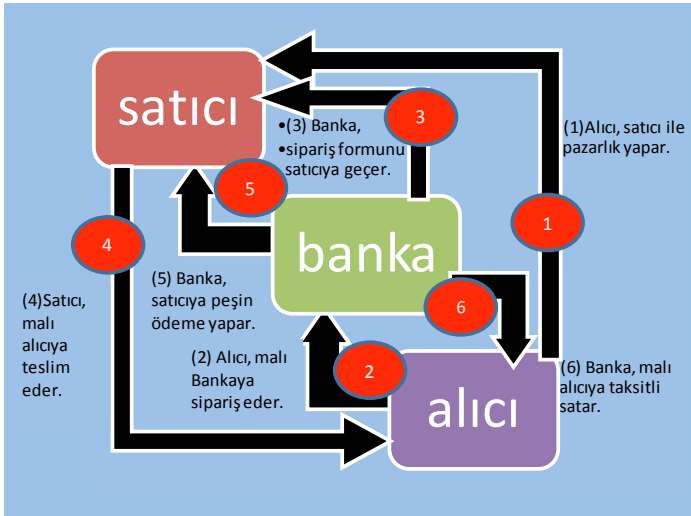 satıcı
3
•(3) Banka,
•sipariş formunu
satıcıya geçer.
(1)Alıcı, satıcı ile
pazarlık yapar.
5
4
1
banka
6
(5) Banka,
satıcıya peşin
ödeme yapar.
(4)Satıcı,
malı
alıcıya
teslim
eder.
(2) Alıcı, malı
Bankaya
sipariş eder.
2
alıcı
(6) Banka, malı
alıcıya taksitli
satar.